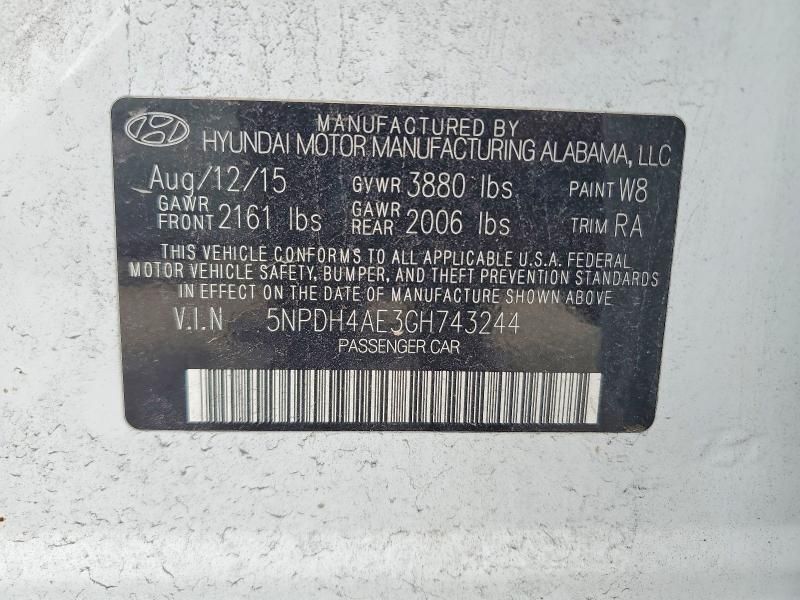 MANUFACTURED BY
HYUNDAI MOTOR MANUFACTURING ALABAMA, LLC
Aug/12/15 GVWR 3880 lbs PAINT W8
GAWR FRONT 2161 lbs GAWR REAR 2006 lbs TRIM RA
THIS VEHICLE CONFORMS TO ALL APPLICABLE U.S.A. FEDERAL
MOTOR VEHICLE SAFETY, BUMPER, AND THEFT PREVENTION STANDARDS
IN EFFECT ON THE DATE OF MANUFACTURE SHOWN ABOVE.
V.I.N 5NPDH4AE3GH743244
PASSENGER CAR